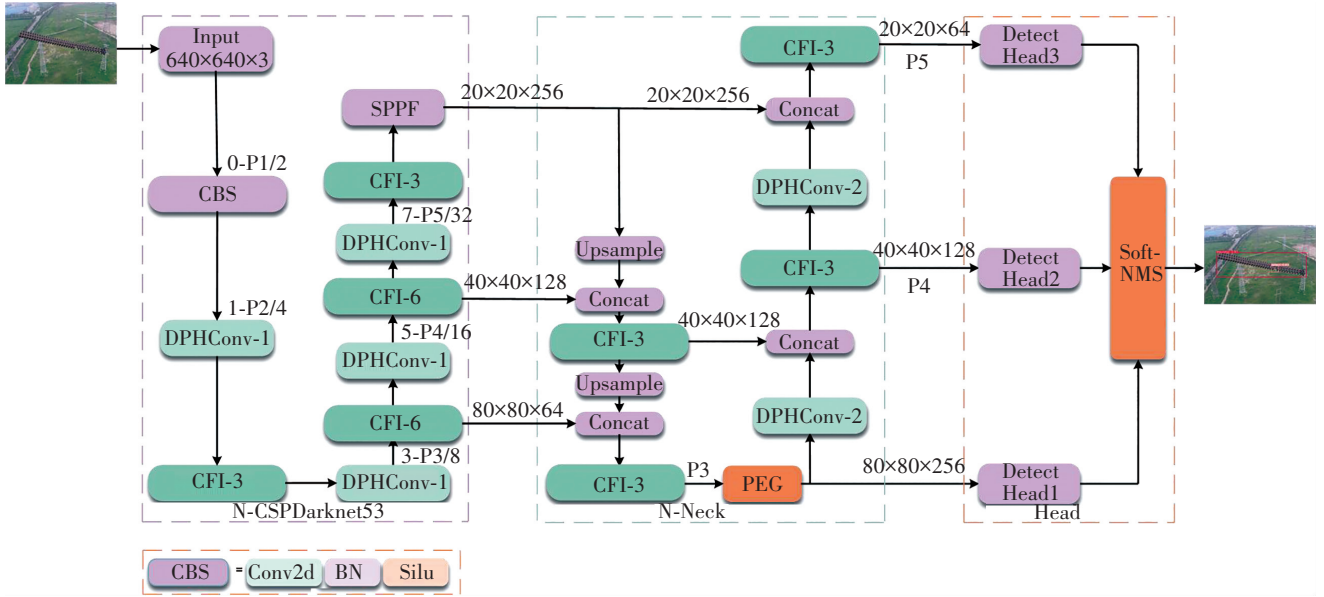 Input
640×640×3
0-P1/2
CBS
1-P2/4
DPHConv-1
CFI-3
DPHConv-1
3-P3/8
CFI-6
DPHConv-1
5-P4/16
CFI-6
DPHConv-1
7-P5/32
CFI-3
SPPF
N-CSPDarknet53
20×20×256
20×20×256
40×40×128
80×80×64
Upsample
Concat
CFI-3
40×40×128
Upsample
Concat
CFI-3
P3
PEG
DPHConv-2
Concat
CFI-3
DPHConv-2
Concat
CFI-3
N-Neck
20×20×64
P5
40×40×128
P4
80×80×256
Detect
Head3
Detect
Head2
Detect
Head1
Soft-
NMS
Head
CBS = Conv2d BN Silu